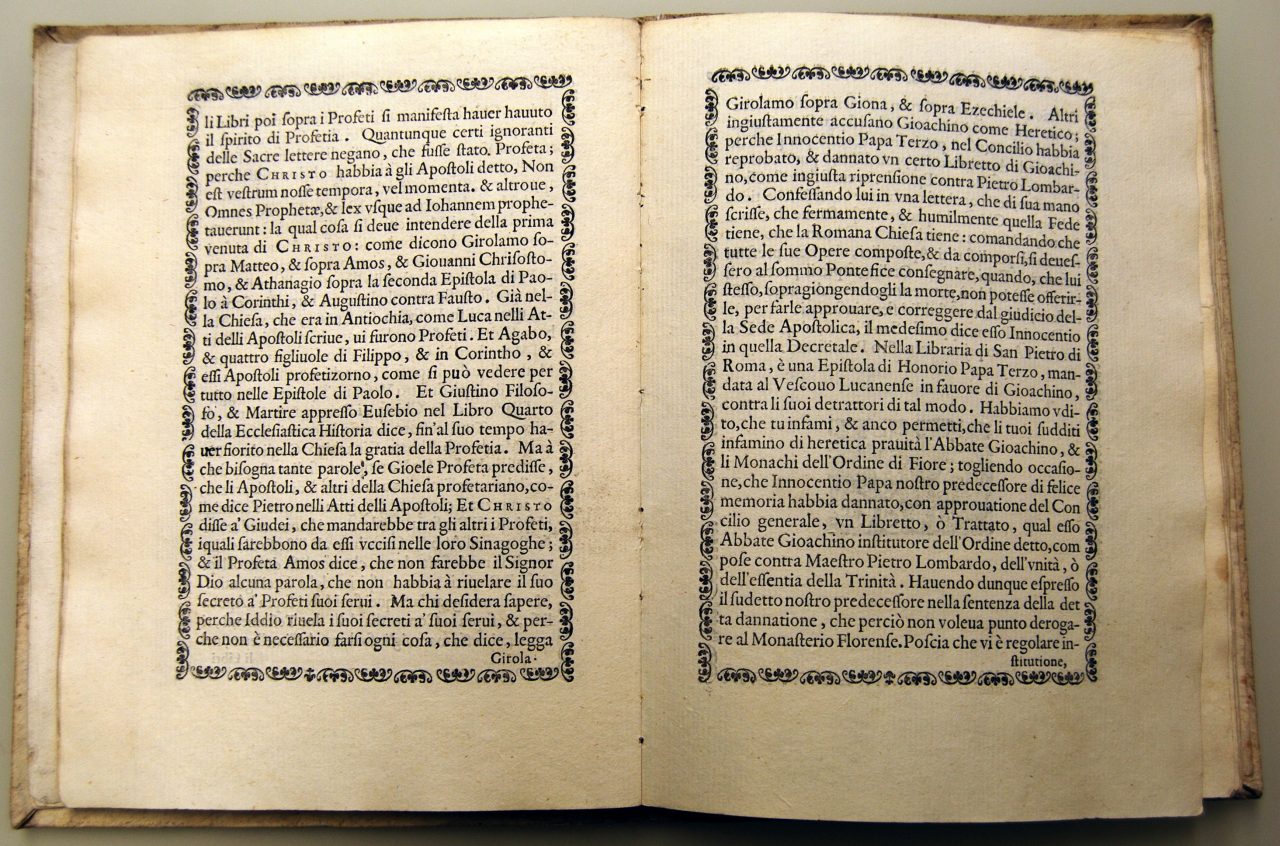 li Libri poi sopra i Profeti si manifesta hauer hauuto
il spirito di Profetia. Quantunque certi ignoranti
delle Sacre lettere negano, che fusse stato. Profeta;
perche CHRISTO habbia à gli Apostoli detto, Non
est vestrum nosse tempora, vel momenta. & altroue,
Omnes Prophetæ, & lex vsque ad Iohannem prophe-
tauerunt: la qual cosa si deue intendere della prima
venuta di CHRISTO: come dicono Girolamo so-
pra Matteo, & sopra Amos, & Giouanni Chrisosto-
mo, & Athanagio sopra la seconda Epistola di Pao-
lo à Corinthi, & Augustino contra Fausto. Già nel-
la Chiesa, che era in Antiochia, come Luca nelli At-
ti delli Apostoli scriue, ui furono Profeti. Et Agabo,
& quattro figliuole di Filippo, & in Corintho, &
essi Apostoli profetizorno, come si può vedere per
tutto nelle Epistole di Paolo. Et Giustino Filoso-
fo, & Martire appresso Eusebio nel Libro Quarto
della Ecclesiastica Historia dice, fin'al suo tempo ha-
uer fiorito nella Chiesa la gratia della Profetia. Ma à
che bisogna tante parole, se Gioele Profeta predisse,
che li Apostoli, & altri della Chiesa profetariano, co-
me dice Pietro nelli Atti delli Apostoli; Et CHRISTO
disse a' Giudei, che mandarebbe tra gli altri i Profeti,
iquali sarebbono da essi vccisi nelle loro Sinagoghe;
& il Profeta Amos dice, che non farebbe il Signor
Dio alcuna parola, che non habbia à riuelare il suo
secreto a' Profeti suoi serui. Ma chi desidera sapere,
perche Iddio riuela i suoi secreti a' suoi serui, & per-
che non è necessario farsi ogni cosa, che dice, legga
Girola-
Girolamo sopra Giona, & sopra Ezechiele. Altri
ingiustamente accusano Gioachino come Heretico;
perche Innocentio Papa Terzo, nel Concilio habbia
reprobato, & dannato vn certo Libretto di Gioachi-
no, come ingiusta riprensione contra Pietro Lombar-
do. Confessando lui in vna lettera, che di sua mano
scrisse, che fermamente, & humilmente quella Fede
tiene, che la Romana Chiesa tiene: comandando che
tutte le sue Opere composte, & da comporsi, si deues-
sero al sommo Pontefice consegnare, quando, che lui
stesso, sopragiongendogli la morte, non potesse offerir-
le, per farle approuare, e correggere dal giudicio del-
la Sede Apostolica, il medesimo dice esso Innocentio
in quella Decretale. Nella Libraria di San Pietro di
Roma, è una Epistola di Honorio Papa Terzo, man-
data al Vescouo Lucanense in fauore di Gioachino,
contra li suoi detrattori di tal modo. Habbiamo vdi-
to, che tu infami, & anco permetti, che li tuoi sudditi
infamino di heretica prauità l'Abbate Gioachino, &
li Monachi dell'Ordine di Fiore; togliendo occasio-
ne, che Innocentio Papa nostro predecessore di felice
memoria habbia dannato, con approuatione del Con
cilio generale, vn Libretto, ò Trattato, qual esso
Abbate Gioachino institutore dell'Ordine detto, com
pose contra Maestro Pietro Lombardo, dell'vnità, ò
dell'essentia della Trinità. Hauendo dunque espresso
il sudetto nostro predecessore nella sentenza della det
ta dannatione, che perciò non voleua punto deroga-
re al Monasterio Florense. Poscia che vi è regolare in-
stitutione,